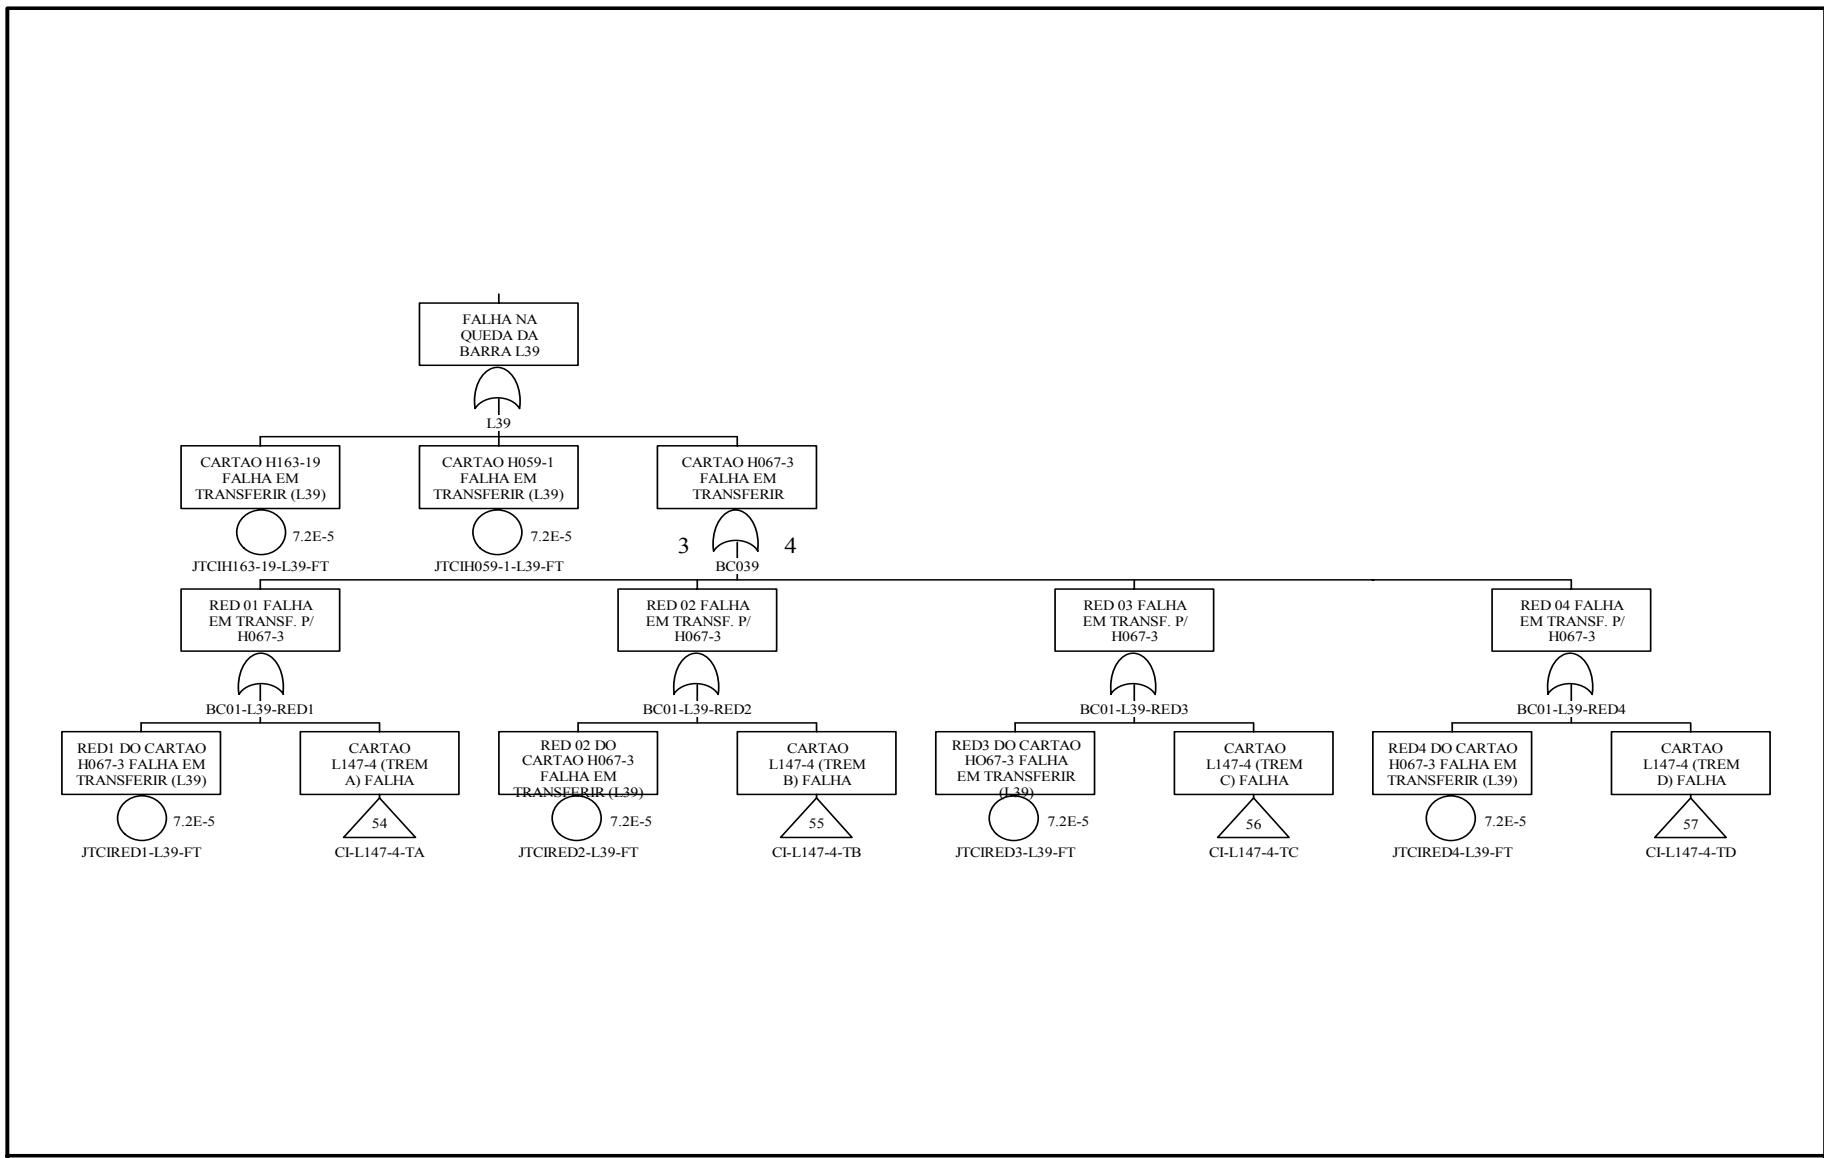 FALHA NA
QUEDA DA
BARRA L39
L39
CARTAO H163-19
FALHA EM
TRANSFERIR (L39)
7.2E-5
JTCIH163-19-L39-FT
CARTAO H059-1
FALHA EM
TRANSFERIR (L39)
7.2E-5
JTCIH059-1-L39-FT
CARTAO H067-3
FALHA EM
TRANSFERIR
3
4
BC039
RED 01 FALHA
EM TRANSF. P/
H067-3
BC01-L39-RED1
RED 02 FALHA
EM TRANSF. P/
H067-3
BC01-L39-RED2
RED 03 FALHA
EM TRANSF. P/
H067-3
BC01-L39-RED3
RED 04 FALHA
EM TRANSF. P/
H067-3
BC01-L39-RED4
RED1 DO CARTAO
H067-3 FALHA EM
TRANSFERIR (L39)
7.2E-5
JTCIRED1-L39-FT
CARTAO
L147-4 (TREM
A) FALHA
54
CI-L147-4-TA
RED 02 DO
CARTAO H067-3
FALHA EM
TRANSFERIR (L39)
7.2E-5
JTCIRED2-L39-FT
CARTAO
L147-4 (TREM
B) FALHA
55
CI-L147-4-TB
RED3 DO CARTAO
HO67-3 FALHA
EM TRANSFERIR
(L39)
7.2E-5
JTCIRED3-L39-FT
CARTAO
L147-4 (TREM
C) FALHA
56
CI-L147-4-TC
RED4 DO CARTAO
H067-3 FALHA EM
TRANSFERIR (L39)
7.2E-5
JTCIRED4-L39-FT
CARTAO
L147-4 (TREM
D) FALHA
57
CI-L147-4-TD